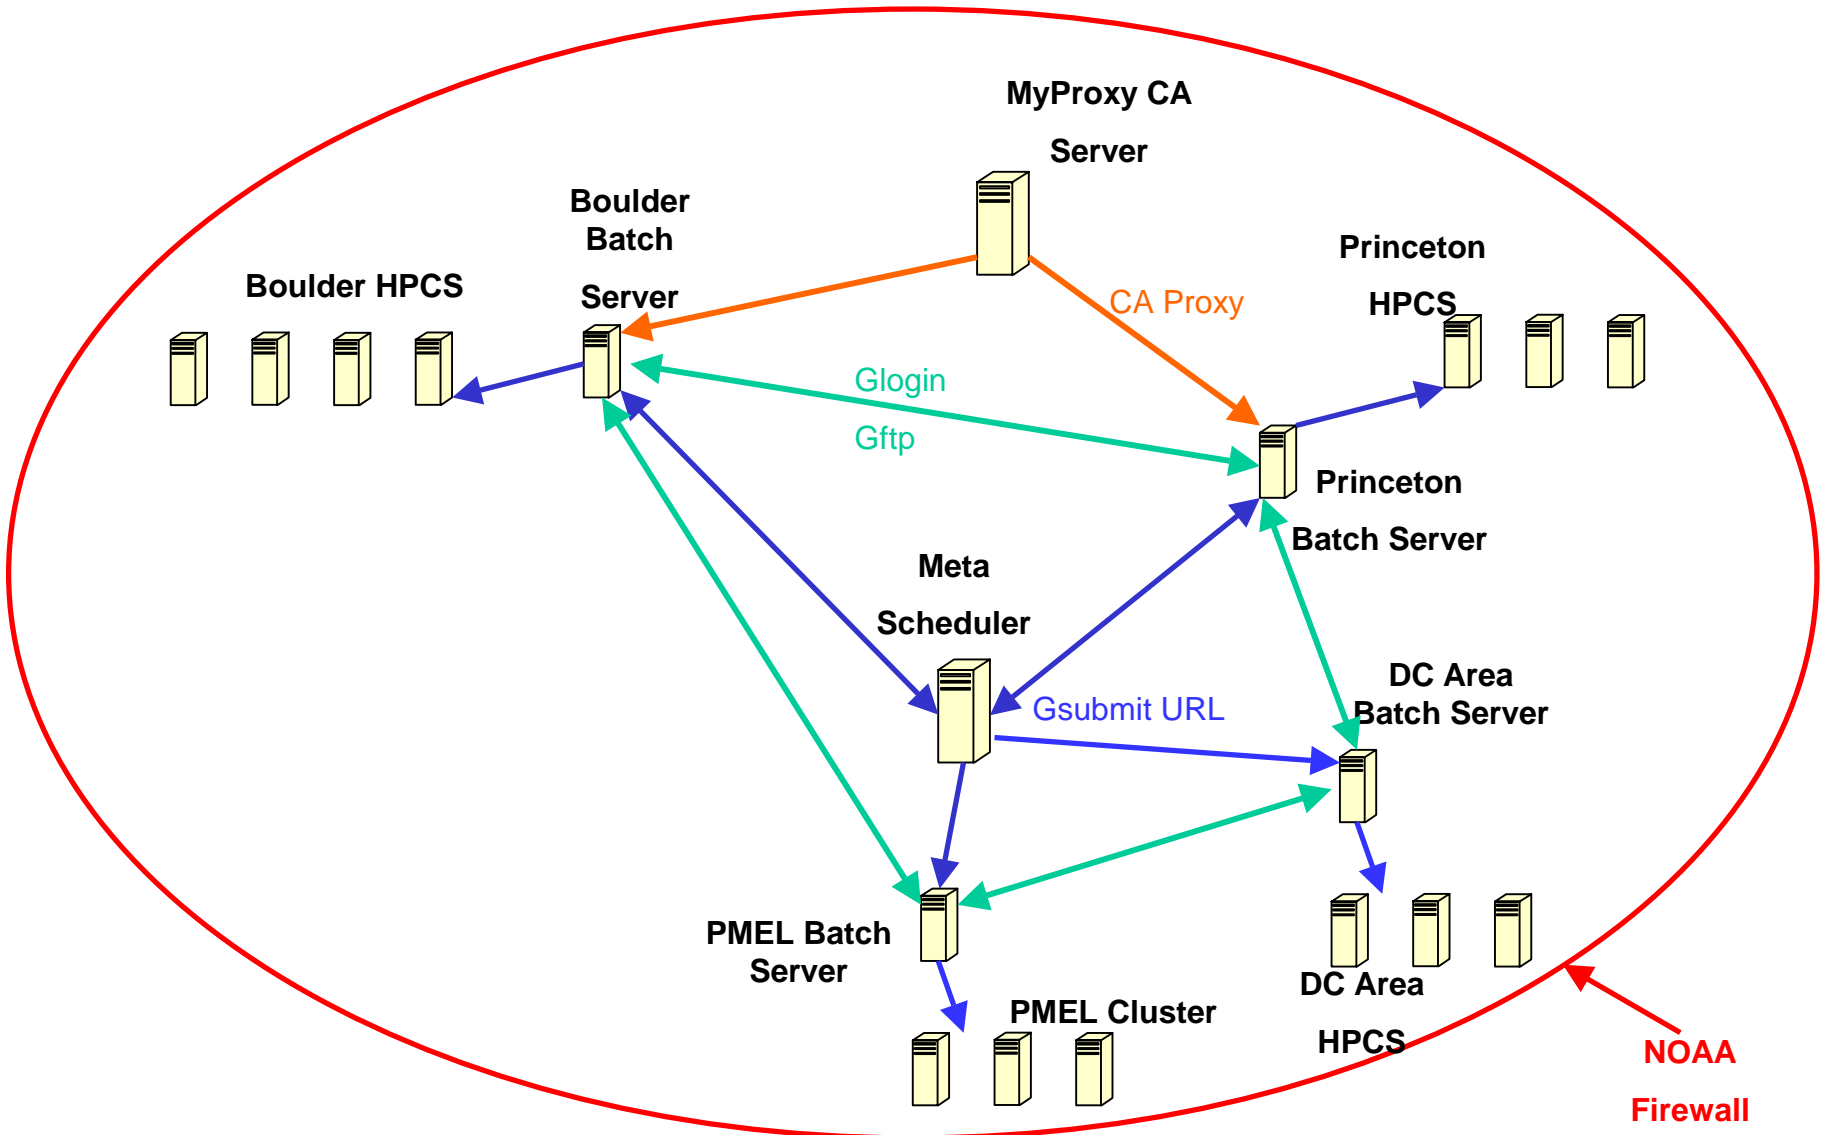 MyProxy CA
Server
Boulder
Batch
Server
Princeton
HPCS
Boulder HPCS
CA Proxy
Glogin
Gftp
Princeton
Batch Server
Meta
Scheduler
DC Area
Batch Server
Gsubmit URL
PMEL Batch
Server
DC Area
HPCS
PMEL Cluster
NOAA
Firewall